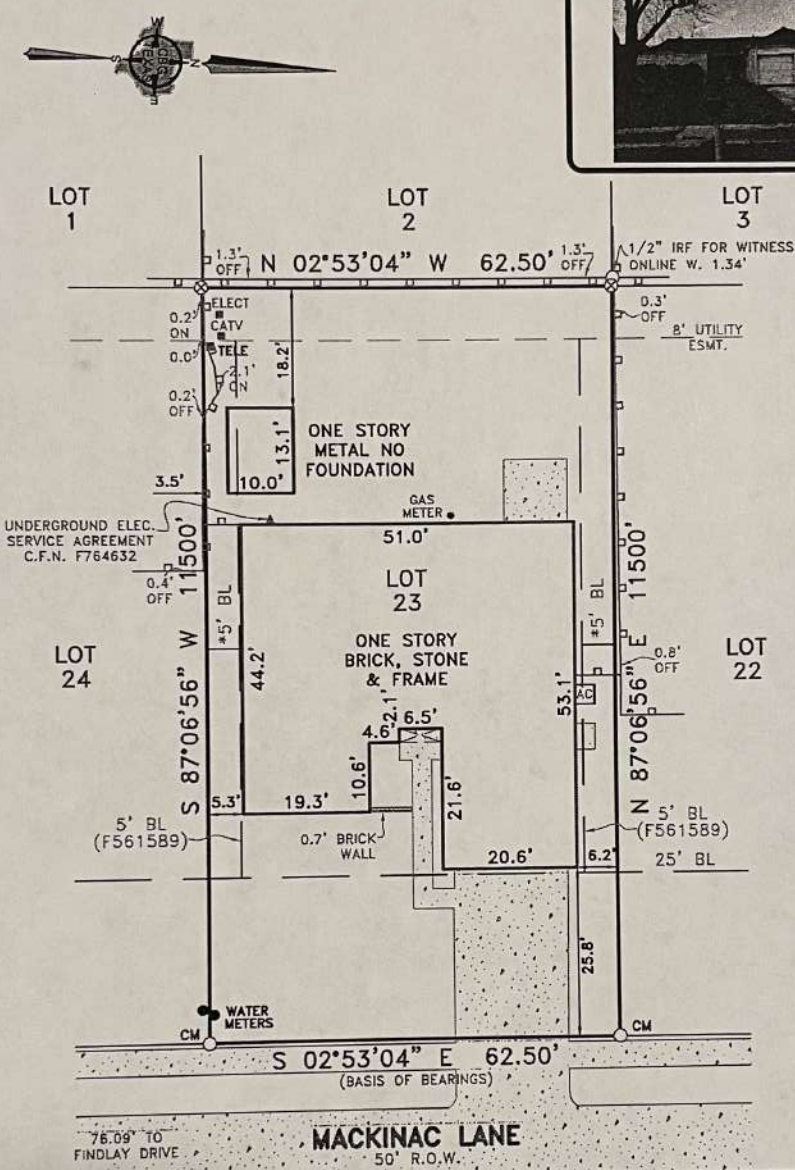 W
S
CBG
TEXAS
N
E
LOT
1
LOT
2
LOT
3
1.3'
OFF
N 02°53'04" W 62.50'
1.3'
OFF
1/2" IRF FOR WITNESS
ONLINE W. 1.34'
0.2'
ON
ELECT
CATV
0.0'
TELE
2.1'
ON
0.2'
OFF
0.3'
OFF
8' UTILITY
ESMT.
18.2'
13.1'
10.0'
ONE STORY
METAL NO
FOUNDATION
3.5'
GAS
METER
UNDERGROUND ELEC.
SERVICE AGREEMENT
C.F.N. F764632
0.4'
OFF
51.0'
LOT
23
ONE STORY
BRICK, STONE
& FRAME
S 87°06'56" W 11500'
*5' BL
44.2'
53.1'
*5' BL
N 87°06'56" E 11500'
LOT
24
LOT
22
0.8'
OFF
AC
2.1'
4.6'
6.5'
10.6'
21.6'
5.3'
19.3'
5' BL
(F561589)
0.7' BRICK
WALL
20.6'
6.2'
5' BL
(F561589)
25' BL
25.8'
WATER
METERS
CM
CM
S 02°53'04" E 62.50'
(BASIS OF BEARINGS)
76.09' TO
FINDLAY DRIVE
MACKINAC LANE
50' R.O.W.